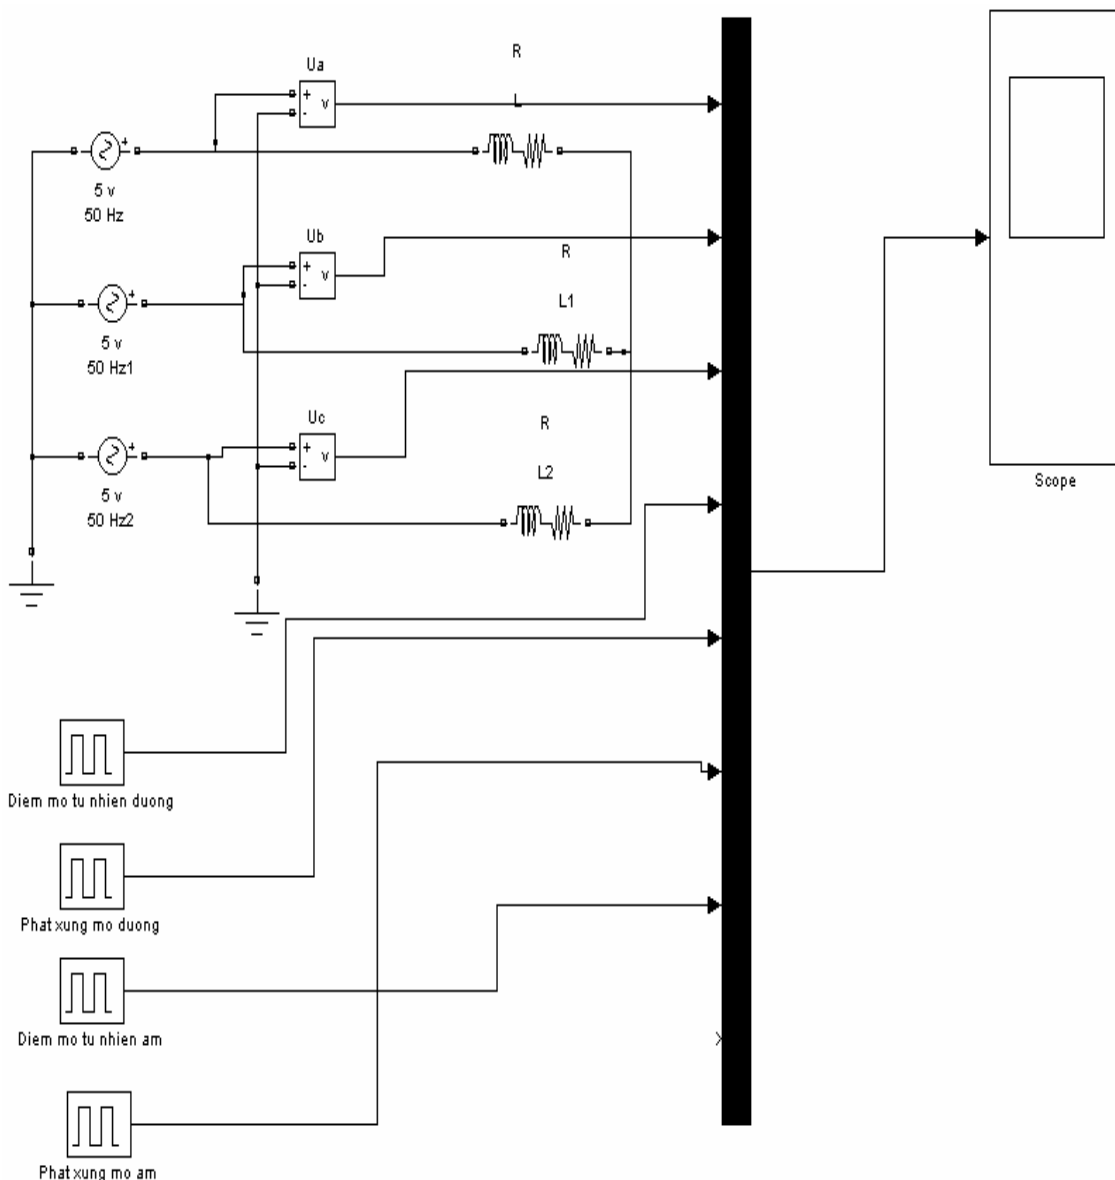 R
Ua
+
v
-
L
+
5 v
50 Hz
Ub
R
+
v
-
L1
+
5 v
50 Hz1
Uc
R
+
v
-
L2
+
5 v
50 Hz2
Scope
Diem mo tu nhien duong
Phat xung mo duong
Diem mo tu nhien am
Phat xung mo am